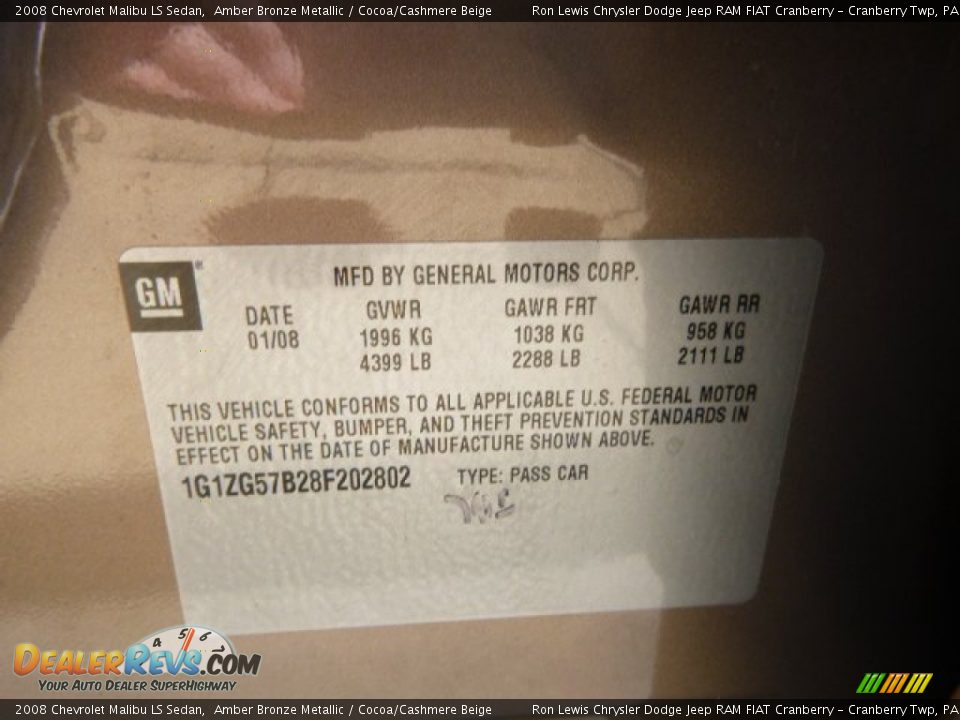 2008 Chevrolet Malibu LS Sedan,  Amber Bronze Metallic / Cocoa/Cashmere Beige    Ron Lewis Chrysler Dodge Jeep RAM FIAT Cranberry – Cranberry Twp, PA
GM® MFD BY GENERAL MOTORS CORP.
DATE GVWR GAWR FRT GAWR RR
01/08 1996 KG 1038 KG 958 KG
4399 LB 2288 LB 2111 LB
THIS VEHICLE CONFORMS TO ALL APPLICABLE U.S. FEDERAL MOTOR
VEHICLE SAFETY, BUMPER, AND THEFT PREVENTION STANDARDS IN
EFFECT ON THE DATE OF MANUFACTURE SHOWN ABOVE.
1G1ZG57B28F202802 TYPE: PASS CAR
4 5 6 7
DEALERREVS.COM
YOUR AUTO DEALER SUPERHIGHWAY
2008 Chevrolet Malibu LS Sedan,  Amber Bronze Metallic / Cocoa/Cashmere Beige    Ron Lewis Chrysler Dodge Jeep RAM FIAT Cranberry – Cranberry Twp, PA